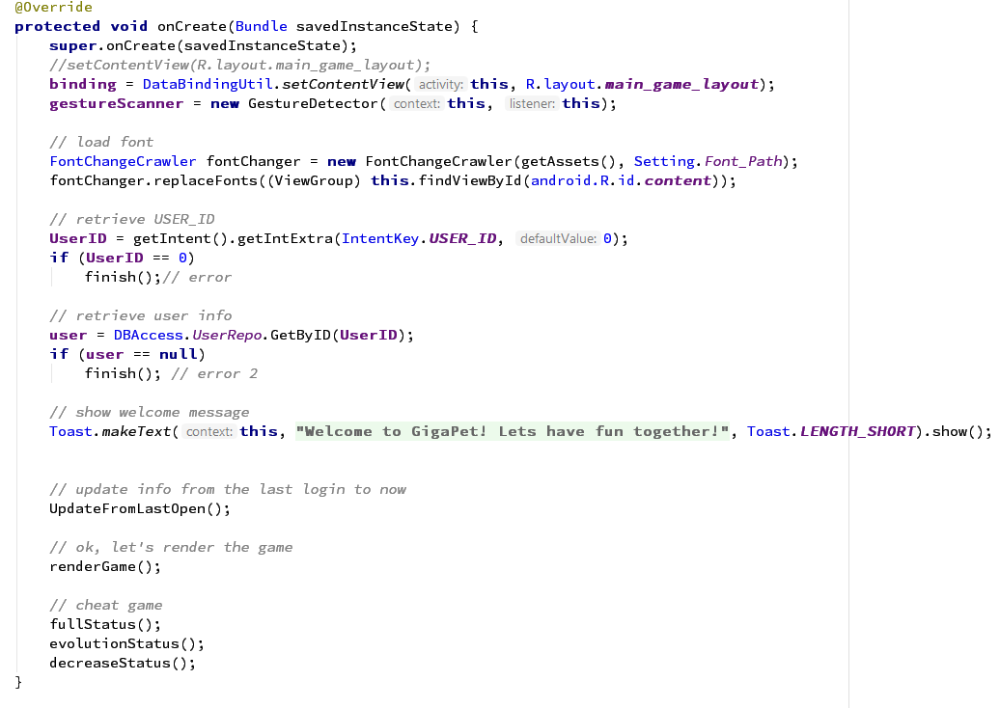 @Override
protected void onCreate(Bundle savedInstanceState) {
super.onCreate(savedInstanceState);
//setContentView(R.layout.main_game_layout);
binding = DataBindingUtil.setContentView( activity: this, R.layout.main_game_layout);
gestureScanner = new GestureDetector( context: this, listener: this);
// load font
FontChangeCrawler fontChanger = new FontChangeCrawler(getAssets(), Setting.Font_Path);
fontChanger.replaceFonts((ViewGroup) this.findViewById(android.R.id.content));
// retrieve USER_ID
UserID = getIntent().getIntExtra(IntentKey.USER_ID, defaultValue: 0);
if (UserID == 0)
finish();// error
// retrieve user info
user = DBAccess.UserRepo.GetByID(UserID);
if (user == null)
finish(); // error 2
// show welcome message
Toast.makeText( context: this, "Welcome to GigaPet! Lets have fun together!", Toast.LENGTH_SHORT).show();
// update info from the last login to now
UpdateFromLastOpen();
// ok, let's render the game
renderGame();
// cheat game
fullStatus();
evolutionStatus();
decreaseStatus();
}